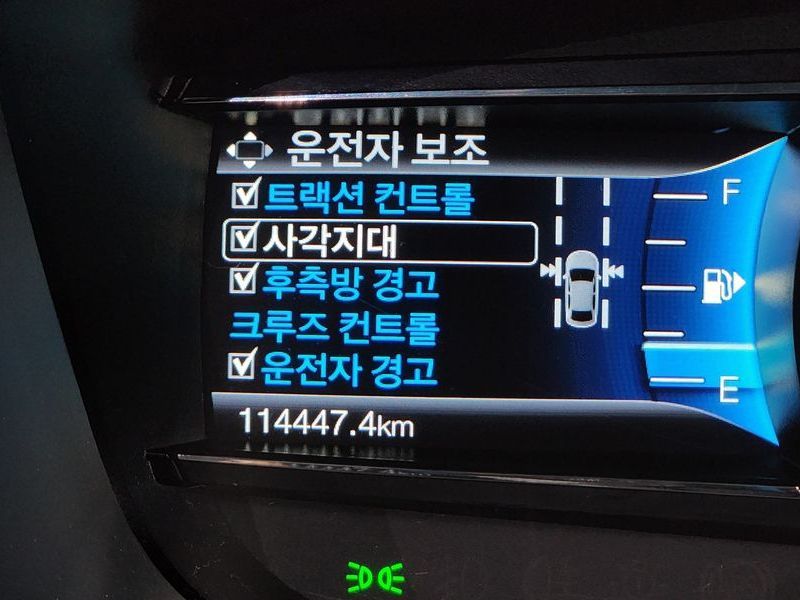 운전자 보조
트랙션 컨트롤
사각지대
후측방 경고
크루즈 컨트롤
운전자 경고
114447.4km
F
E